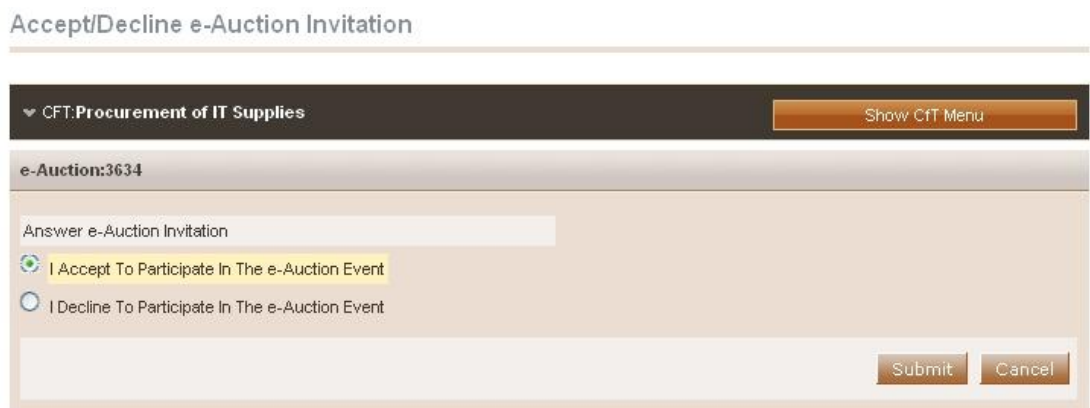 Accept/Decline e-Auction Invitation
CFT:Procurement of IT Supplies
Show CfT Menu
e-Auction:3634
Answer e-Auction Invitation
I Accept To Participate In The e-Auction Event
I Decline To Participate In The e-Auction Event
Submit Cancel